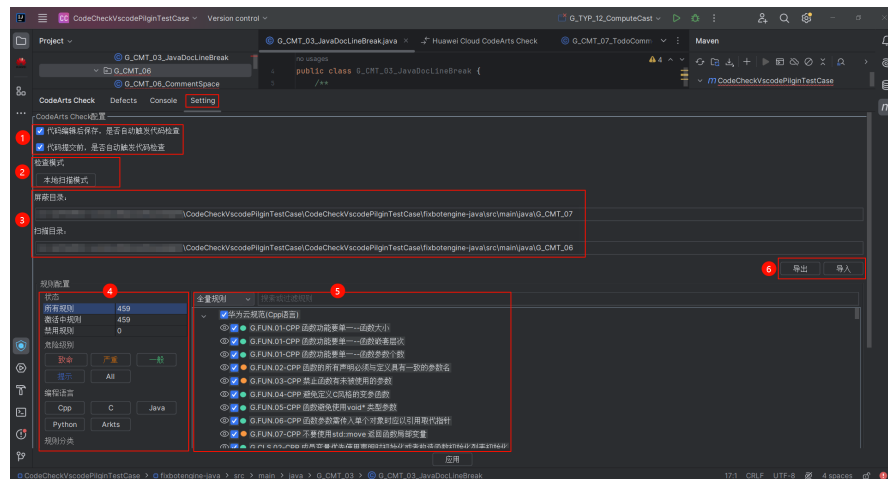 CC CodeCheckVscodePilginTestCase Version control G_TYP_12_ComputeCast
Project G_CMT_03_JavaDocLineBreak.java Huawei Cloud CodeArts Check G_CMT_07_TodoComm Maven
G_CMT_03_JavaDocLineBreak
G_CMT_06
G_CMT_06_CommentSpace
no usages
public class G_CMT_03_JavaDocLineBreak {
/**
4
CodeCheckVscodePilginTestCase
CodeArts Check Defects Console Setting
CodeArts Check配置
1
代码编辑后保存，是否自动触发代码检查
代码提交前，是否自动触发代码检查
2
检查模式
本地扫描模式
3
屏蔽目录:
\CodeCheckVscodePilginTestCase\CodeCheckVscodePilginTestCase\fixbotengine-java\src\main\java\G_CMT_07
扫描目录:
\CodeCheckVscodePilginTestCase\CodeCheckVscodePilginTestCase\fixbotengine-java\src\main\java\G_CMT_06
6 导出 导入
规则配置
4
状态
所有规则 459
激活中规则 459
禁用规则 0
危险级别
致命 严重 一般
提示 All
编程语言
Cpp C Java
Python Arkts
规则分类
5
全量规则 搜索或过滤规则
华为云规范(Cpp语言)
G.FUN.01-CPP 函数功能要单一--函数大小
G.FUN.01-CPP 函数功能要单一--函数嵌套层次
G.FUN.01-CPP 函数功能要单一--函数参数个数
G.FUN.02-CPP 函数的所有声明必须与定义具有一致的参数名
G.FUN.03-CPP 禁止函数有未被使用的参数
G.FUN.04-CPP 避免定义C风格的变参函数
G.FUN.05-CPP 函数避免使用void* 类型参数
G.FUN.06-CPP 函数参数需传入单个对象时应以引用取代指针
G.FUN.07-CPP 不要使用std::move 返回函数局部变量
应用
CodeCheckVscodePilginTestCase > fixbotengine-java > src > main > java > G_CMT_03 > G_CMT_03_JavaDocLineBreak 17:1 CRLF UTF-8 4 spaces